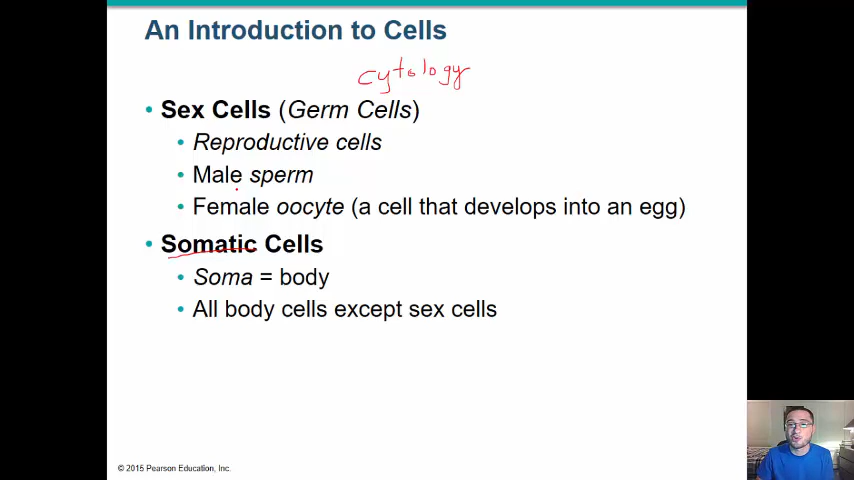 An Introduction to Cells
cytology
• Sex Cells (Germ Cells)
• Reproductive cells
• Male sperm
• Female oocyte (a cell that develops into an egg)
• Somatic Cells
• Soma = body
• All body cells except sex cells
© 2015 Pearson Education, Inc.